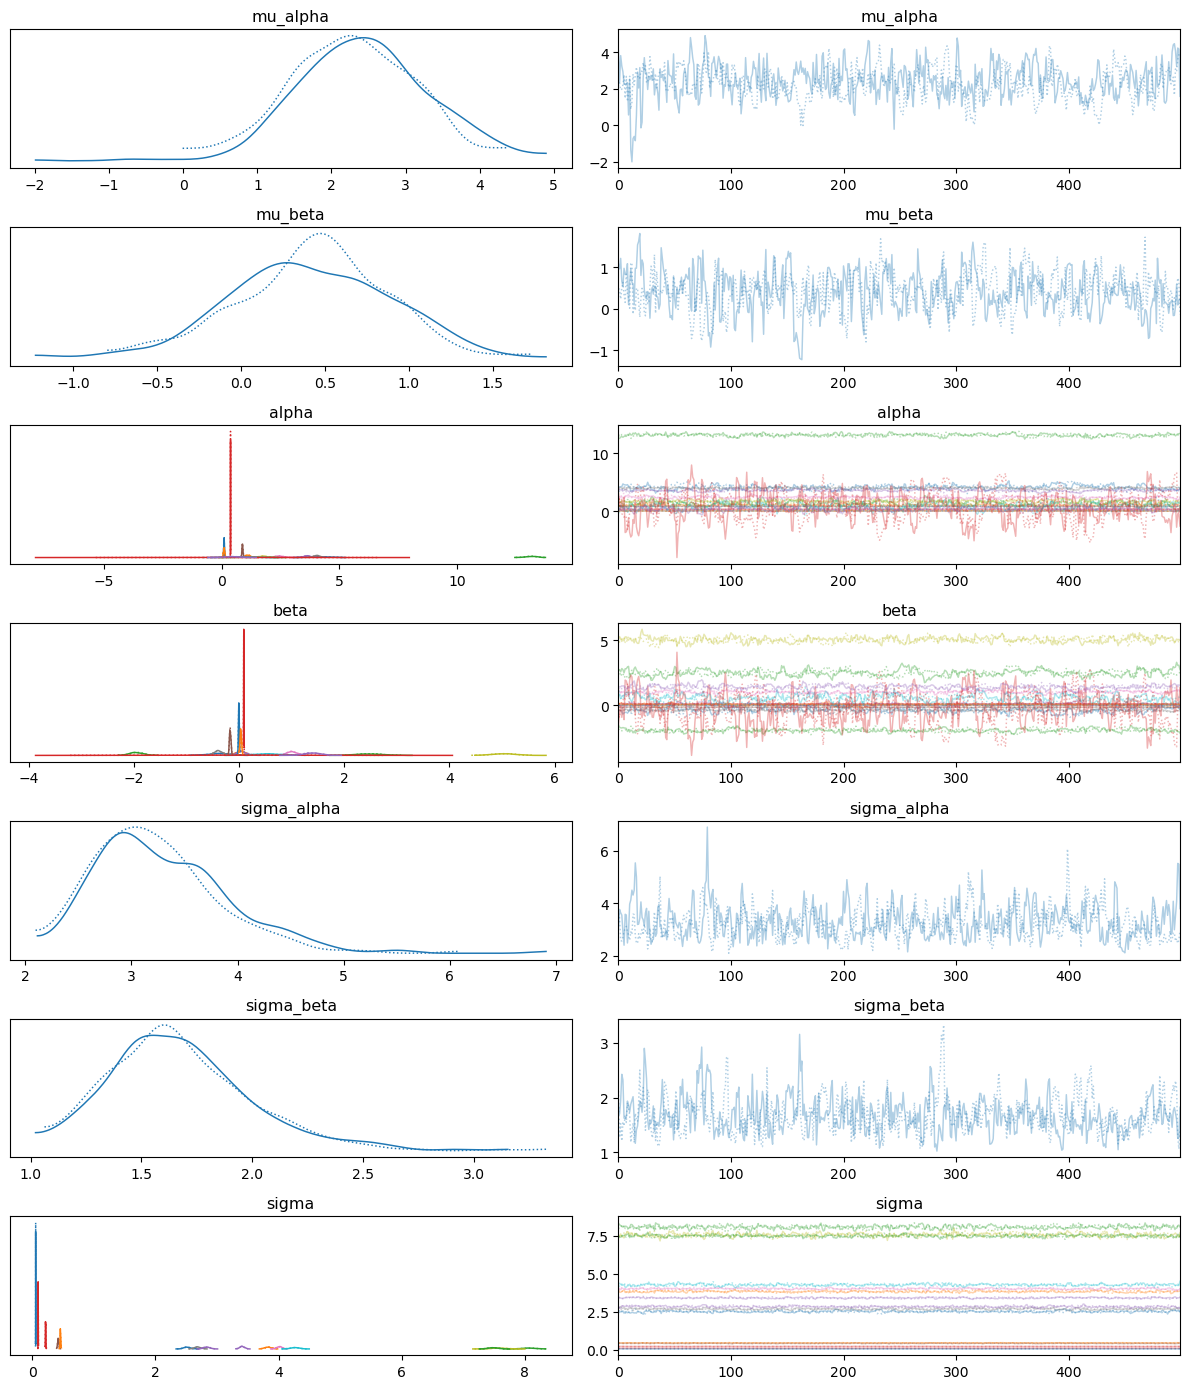 mu_alpha mu_alpha
4
2
0
−2
−2 −1 0 1 2 3 4 5 0 100 200 300 400
mu_beta mu_beta
1
0
−1
−1.0 −0.5 0.0 0.5 1.0 1.5 0 100 200 300 400
alpha alpha
10
0
−5 0 5 10 0 100 200 300 400
beta beta
5
0
−4 −2 0 2 4 6 0 100 200 300 400
sigma_alpha sigma_alpha
6
4
2
2 3 4 5 6 7 0 100 200 300 400
sigma_beta sigma_beta
3
2
1
1.0 1.5 2.0 2.5 3.0 0 100 200 300 400
sigma sigma
7.5
5.0
2.5
0.0
0 2 4 6 8 0 100 200 300 400